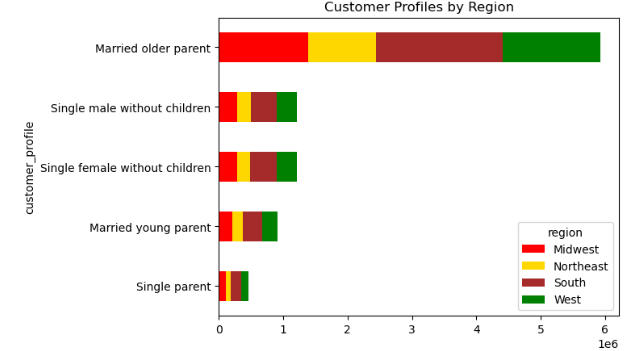 Customer Profiles by Region
customer_profile
Married older parent
Single male without children
Single female without children
Married young parent
Single parent
region
Midwest
Northeast
South
West
0 1 2 3 4 5 6
1e6